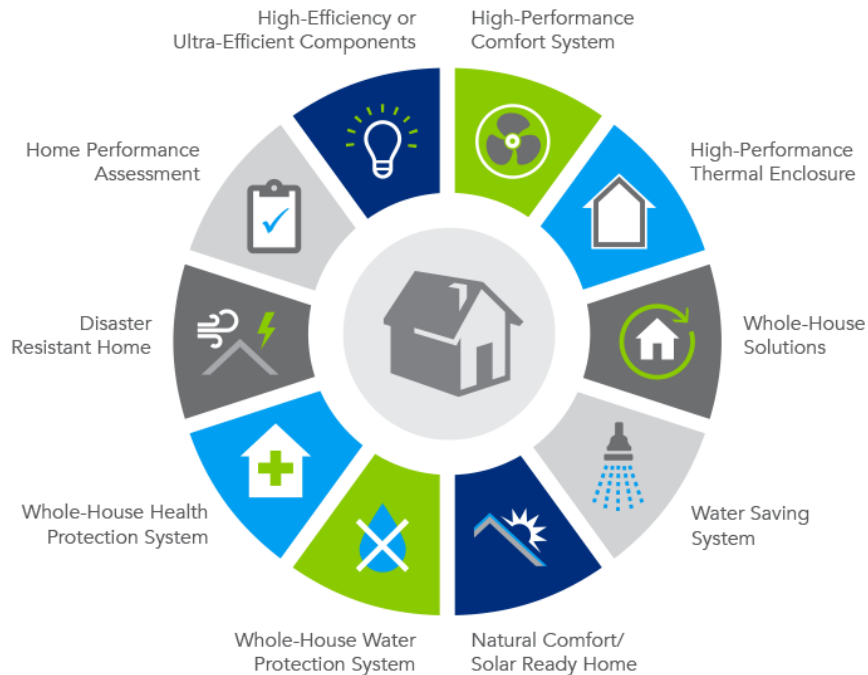 High-Efficiency or
Ultra-Efficient Components
High-Performance
Comfort System
Home Performance
Assessment
High-Performance
Thermal Enclosure
Disaster
Resistant Home
Whole-House
Solutions
Whole-House Health
Protection System
Water Saving
System
Whole-House Water
Protection System
Natural Comfort/
Solar Ready Home